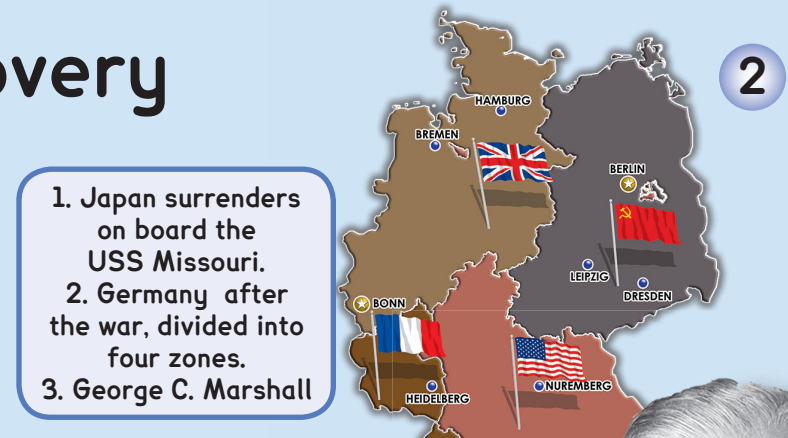 overy
2
1. Japan surrenders
on board the
USS Missouri.
2. Germany after
the war, divided into
four zones.
3. George C. Marshall
HAMBURG
BREMEN
BERLIN
LEIPZIG
DRESDEN
BONN
NUREMBERG
HEIDELBERG